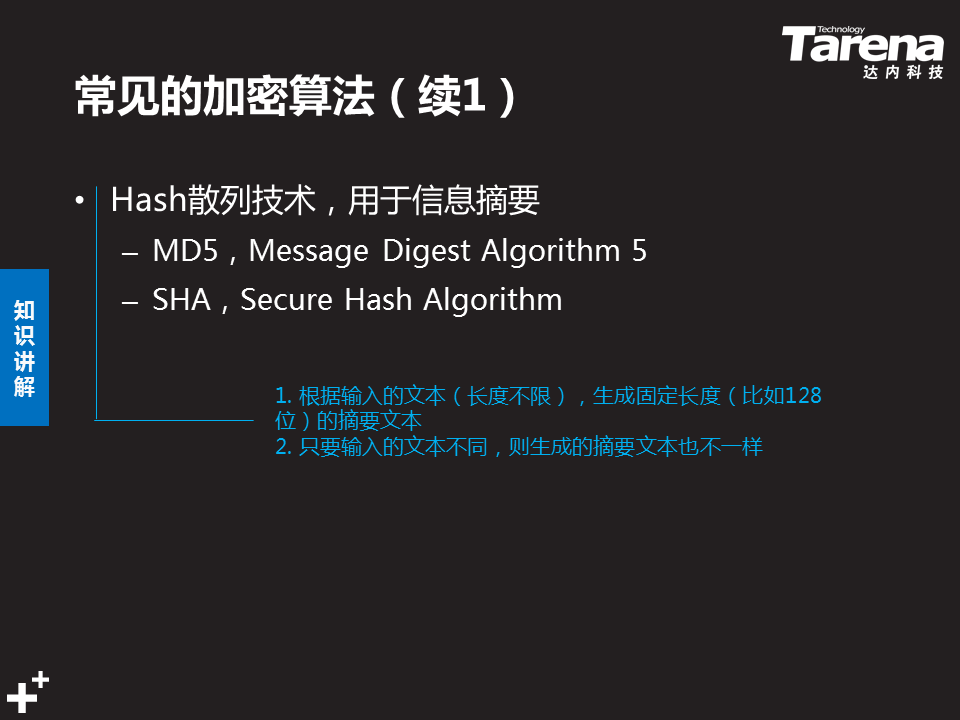 Technology
Tarena
达内科技
常见的加密算法（续1）
• Hash散列技术，用于信息摘要
– MD5，Message Digest Algorithm 5
– SHA，Secure Hash Algorithm
知
识
讲
解
1. 根据输入的文本（长度不限），生成固定长度（比如128
位）的摘要文本
2. 只要输入的文本不同，则生成的摘要文本也不一样